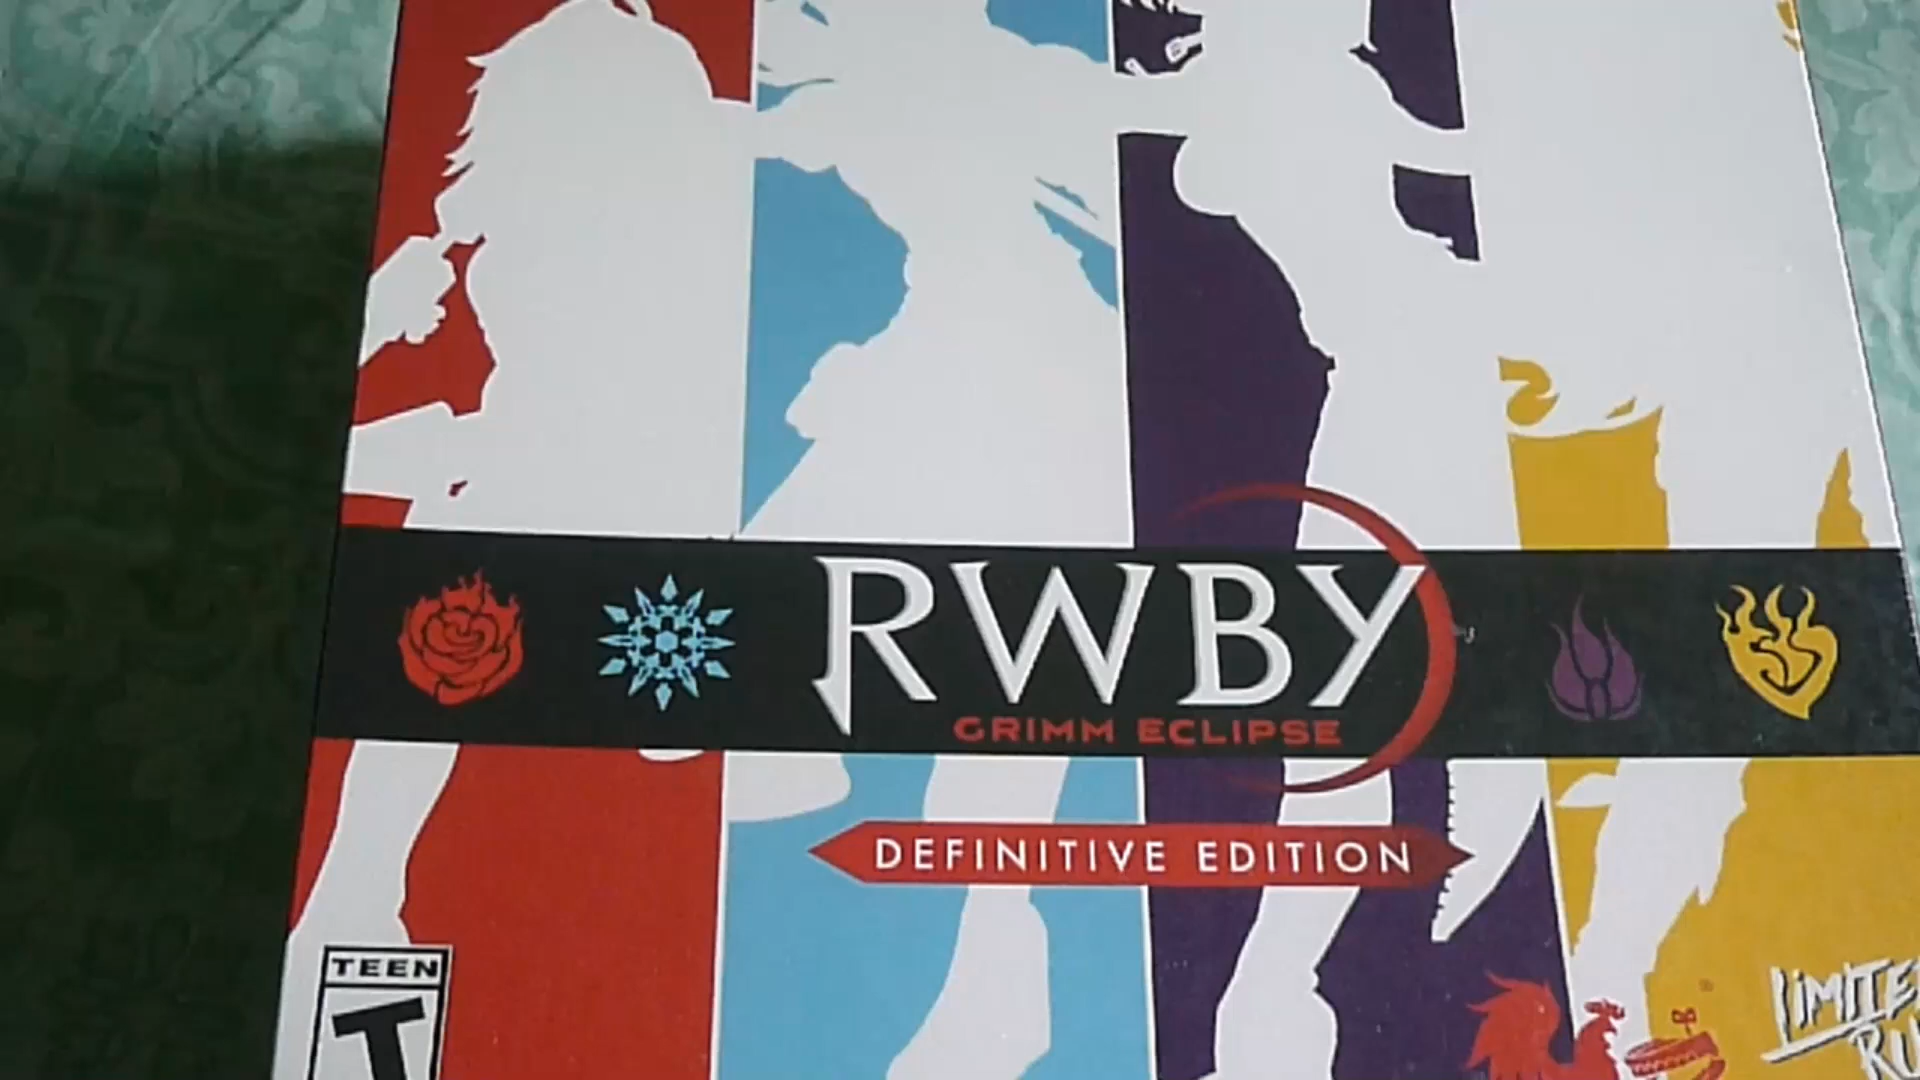 RWBY
GRIMM ECLIPSE
DEFINITIVE EDITION
TEEN
T